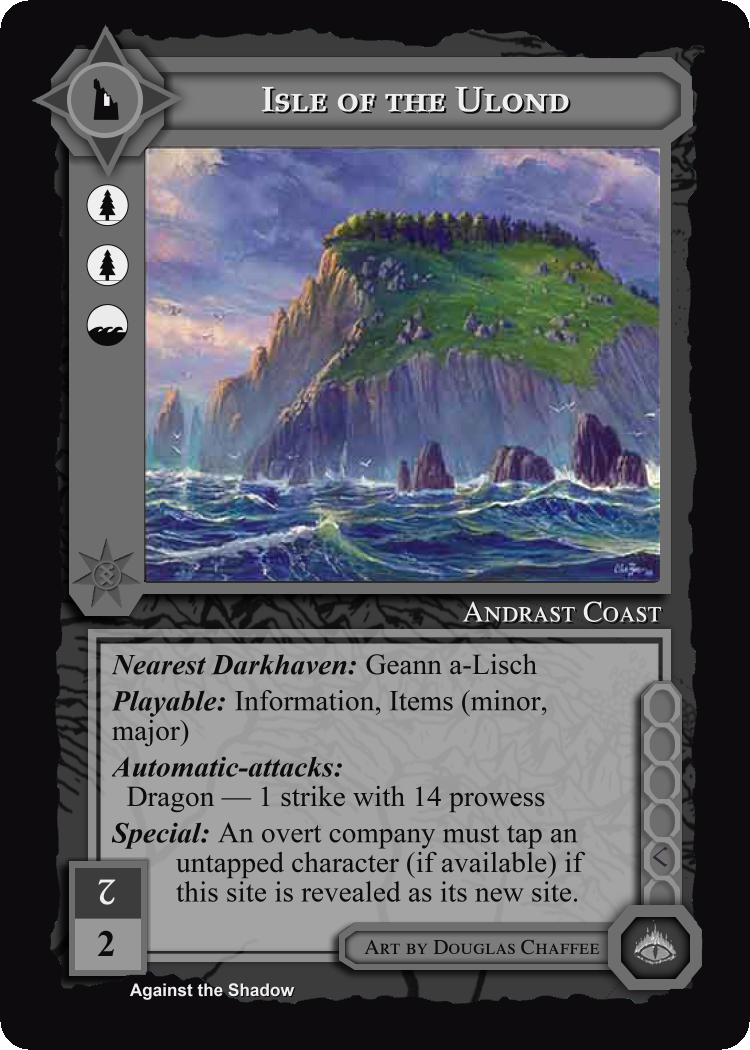 Isle of the Ulond
Andrast Coast
Nearest Darkhaven: Geann a-Lisch
Playable: Information, Items (minor,
major)
Automatic-attacks:
Dragon — 1 strike with 14 prowess
Special: An overt company must tap an
untapped character (if available) if
this site is revealed as its new site.
2
2
Art by Douglas Chaffee
Against the Shadow